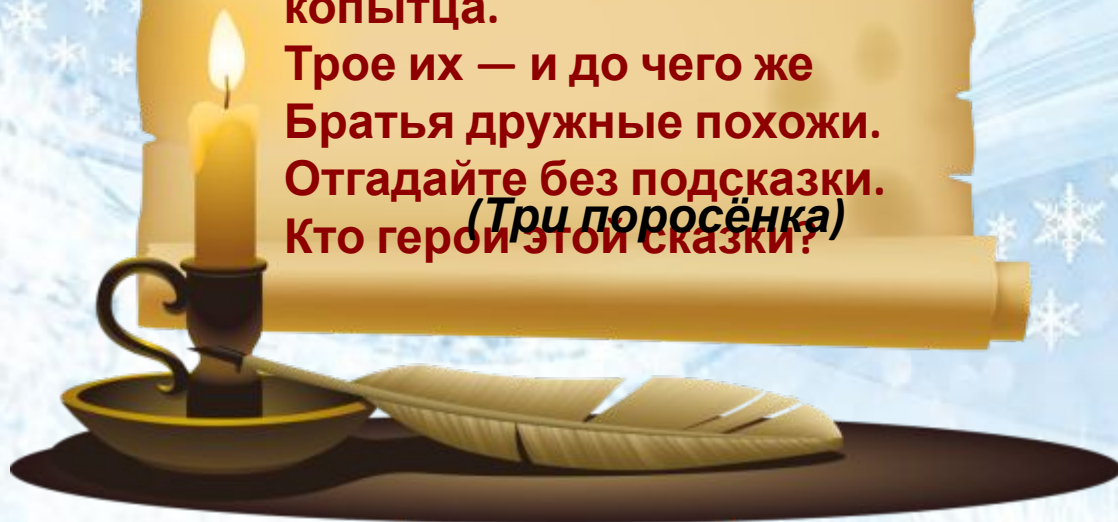 копытца.
Трое их — и до чего же
Братья дружные похожи.
Отгадайте без подсказки.
(Три поросёнка)
Кто герои этой сказки?